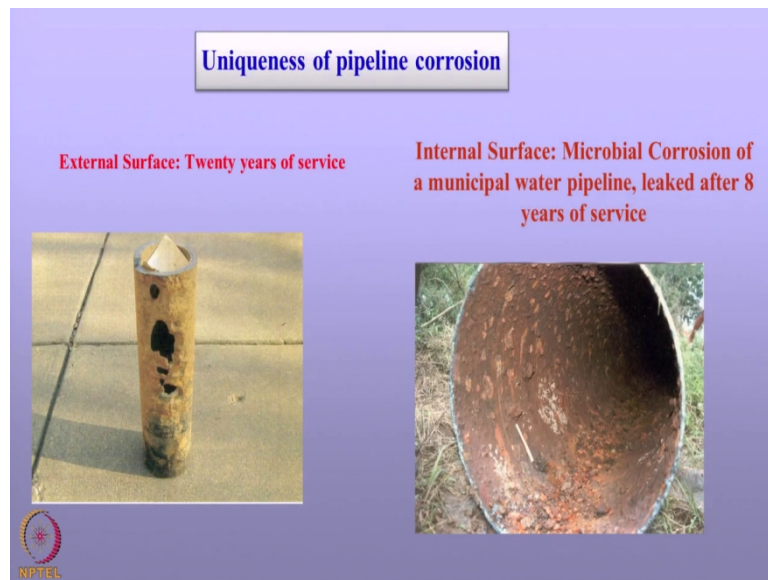 Uniqueness of pipeline corrosion
External Surface: Twenty years of service
Internal Surface: Microbial Corrosion of
a municipal water pipeline, leaked after 8
years of service
NPTEL